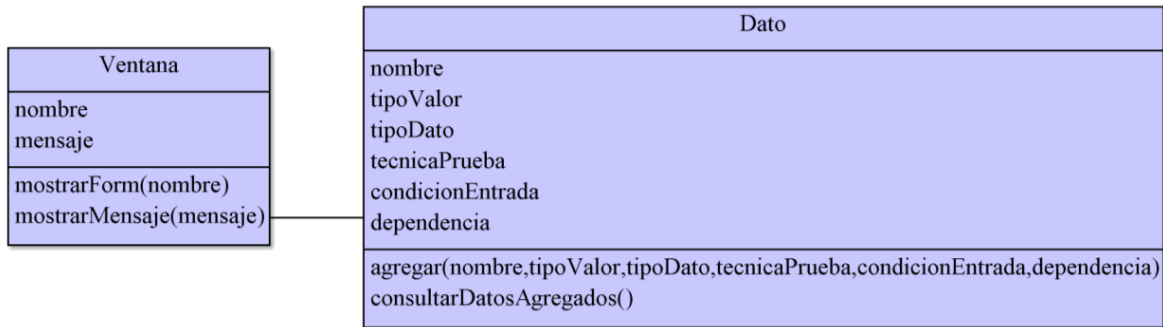 Ventana
nombre
mensaje
mostrarForm(nombre)
mostrarMensaje(mensaje)
Dato
nombre
tipoValor
tipoDato
tecnicaPrueba
condicionEntrada
dependencia
agregar(nombre,tipoValor,tipoDato,tecnicaPrueba,condicionEntrada,dependencia)
consultarDatosAgregados()